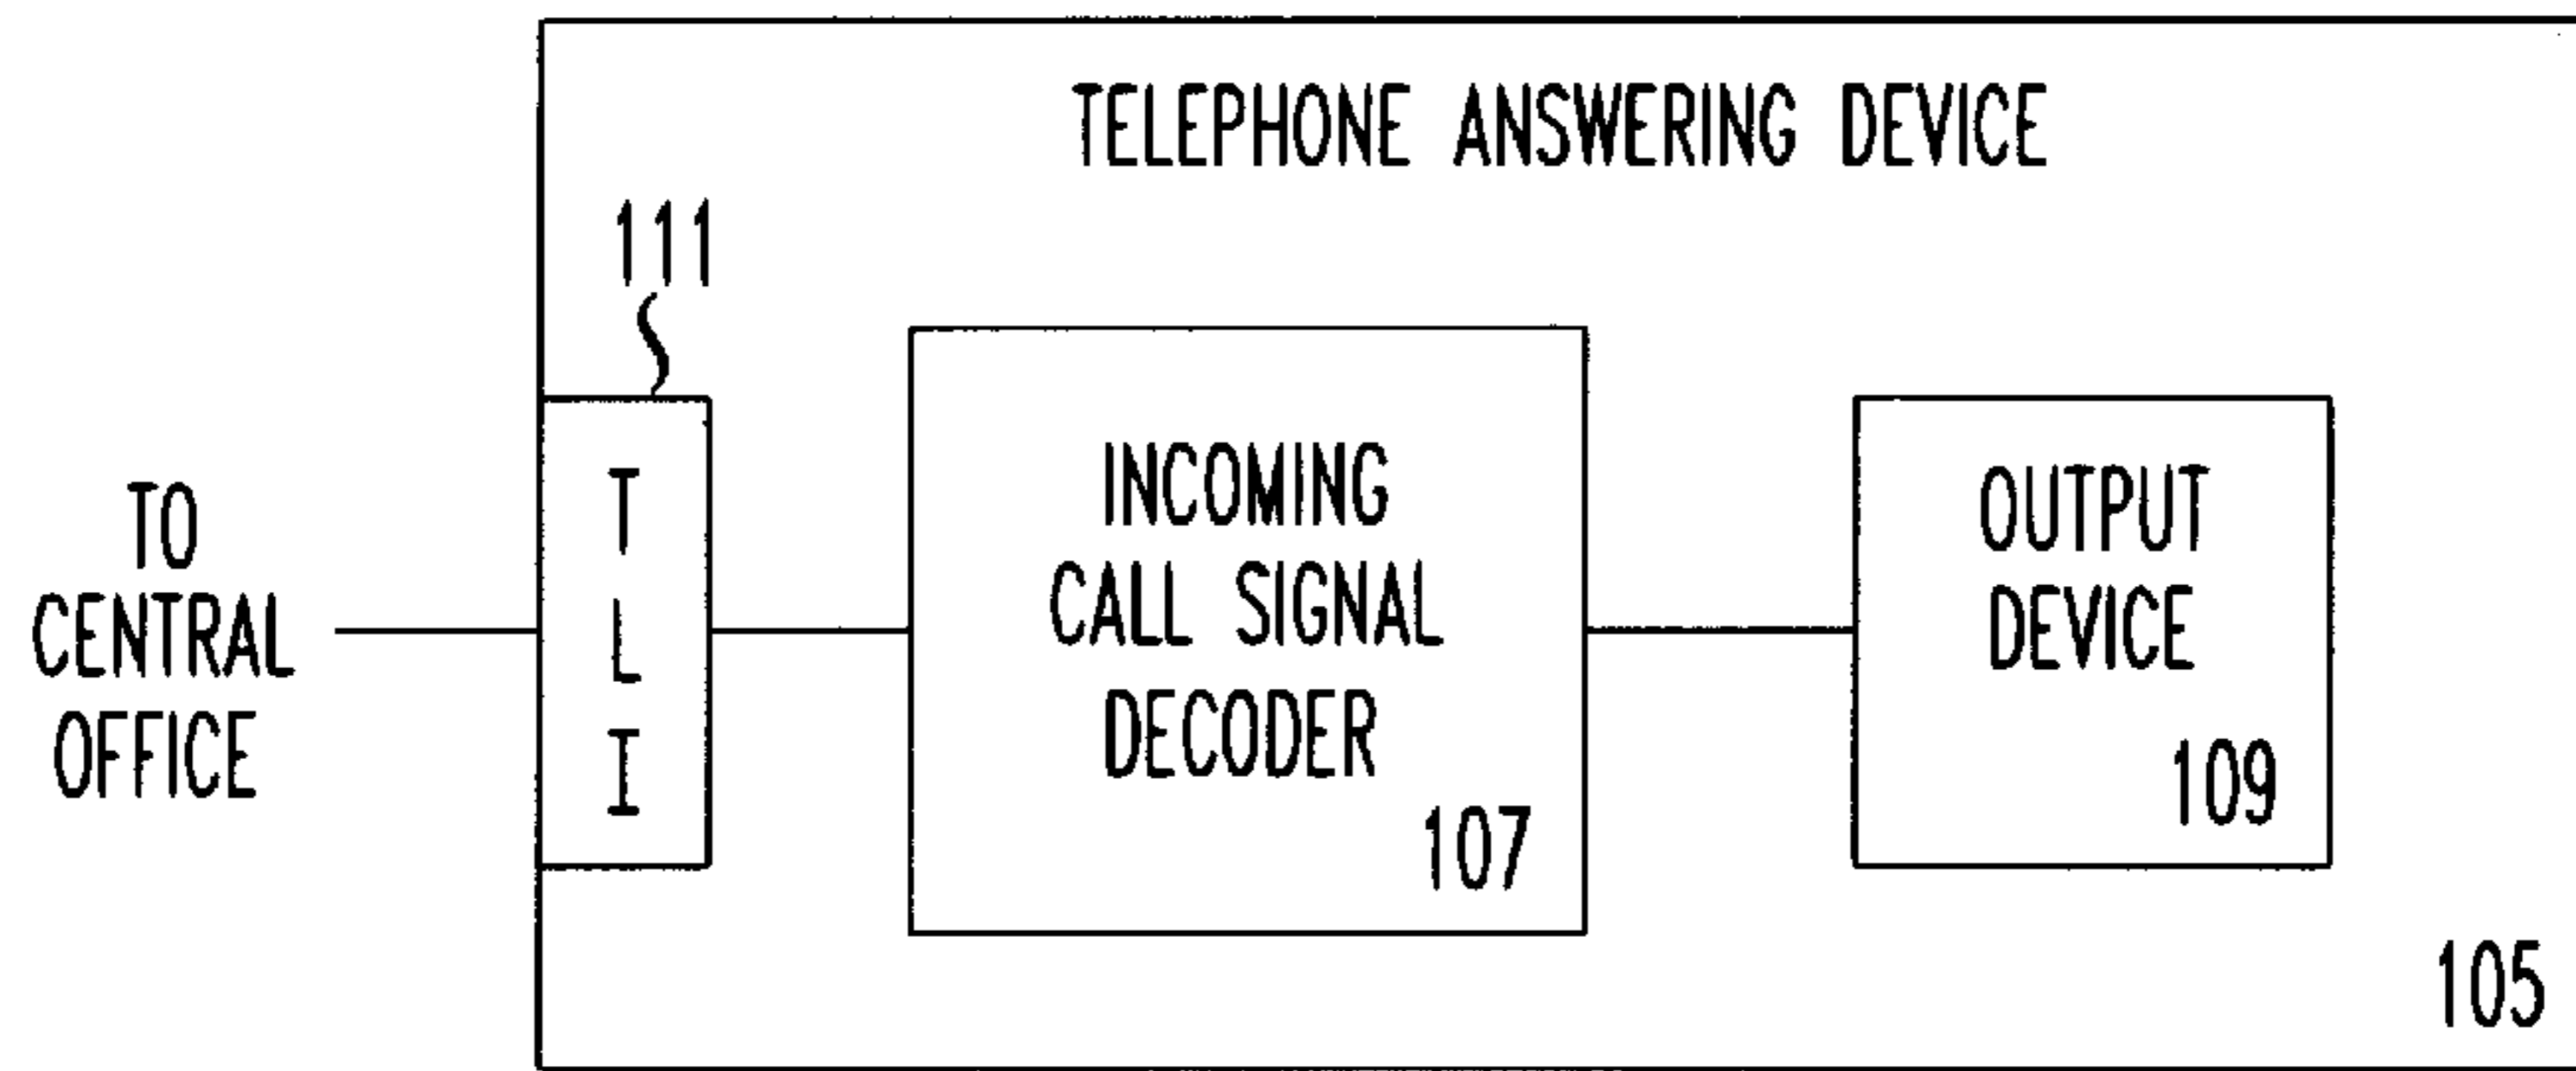 TELEPHONE ANSWERING DEVICE
111
TO
CENTRAL
OFFICE
T
L
I
INCOMING
CALL SIGNAL
DECODER
107
OUTPUT
DEVICE
109
105